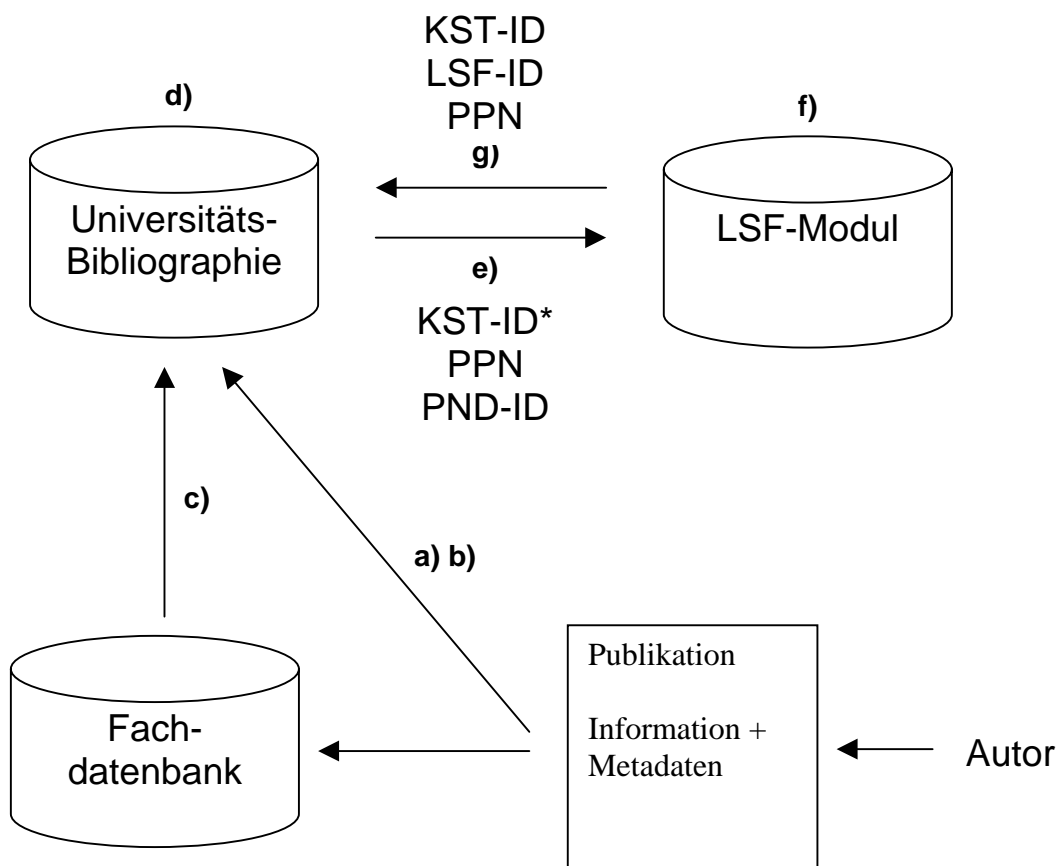 KST-ID
LSF-ID
PPN
d)
f)
g)
Universitäts-
Bibliographie
LSF-Modul
e)
KST-ID*
PPN
PND-ID
c)
a) b)
Publikation
Information +
Metadaten
Fach-
datenbank
Autor